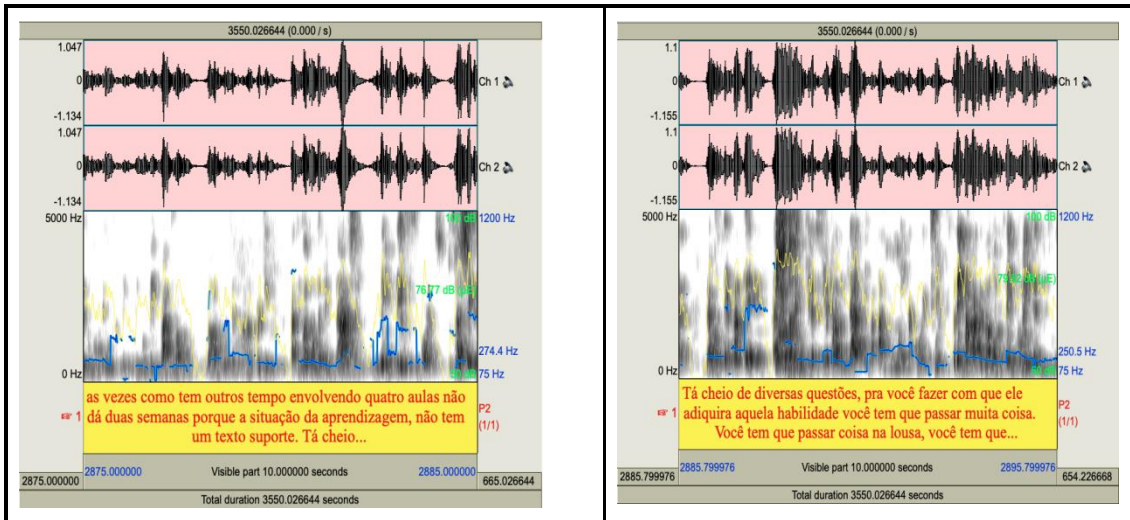 3550.026644 (0.000 / s)
1.047
0
Ch 1
-1.134
1.047
0
Ch 2
-1.134
5000 Hz
100 dB 1200 Hz
76.77 dB (µE)
274.4 Hz
0 Hz
50 dB 75 Hz
1
as vezes como tem outros tempo envolvendo quatro aulas não
dá duas semanas porque a situação da aprendizagem, não tem
um texto suporte. Tá cheio...
P2
(1/1)
2875.000000
2875.000000
Visible part 10.000000 seconds
2885.000000
665.026644
Total duration 3550.026644 seconds
3550.026644 (0.000 / s)
1.1
0
Ch 1
-1.155
1.1
0
Ch 2
-1.155
5000 Hz
100 dB 1200 Hz
dB (µE)
250.5 Hz
0 Hz
50 dB 75 Hz
1
Tá cheio de diversas questões, pra você fazer com que ele
adiquira aquela habilidade você tem que passar muita coisa.
Você tem que passar coisa na lousa, você tem que...
P2
(1/1)
2885.799976
2885.799976
Visible part 10.000000 seconds
2895.799976
654.226668
Total duration 3550.026644 seconds